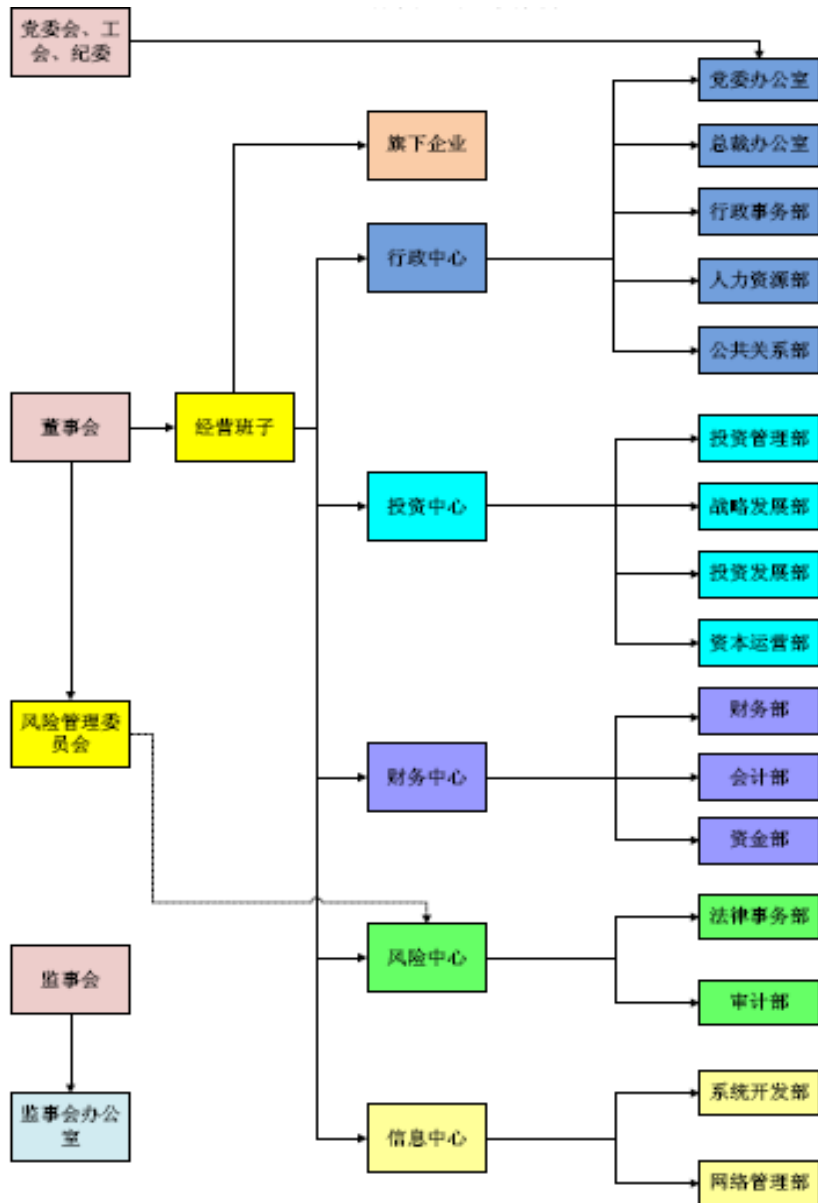 党委会、工
会、纪委
党委办公室
旗下企业
总裁办公室
行政事务部
行政中心
人力资源部
公共关系部
董事会
经营班子
投资管理部
投资中心
战略发展部
投资发展部
资本运营部
风险管理委
员会
财务部
财务中心
会计部
资金部
法律事务部
风险中心
监事会
审计部
系统开发部
监事会办公
室
信息中心
网络管理部